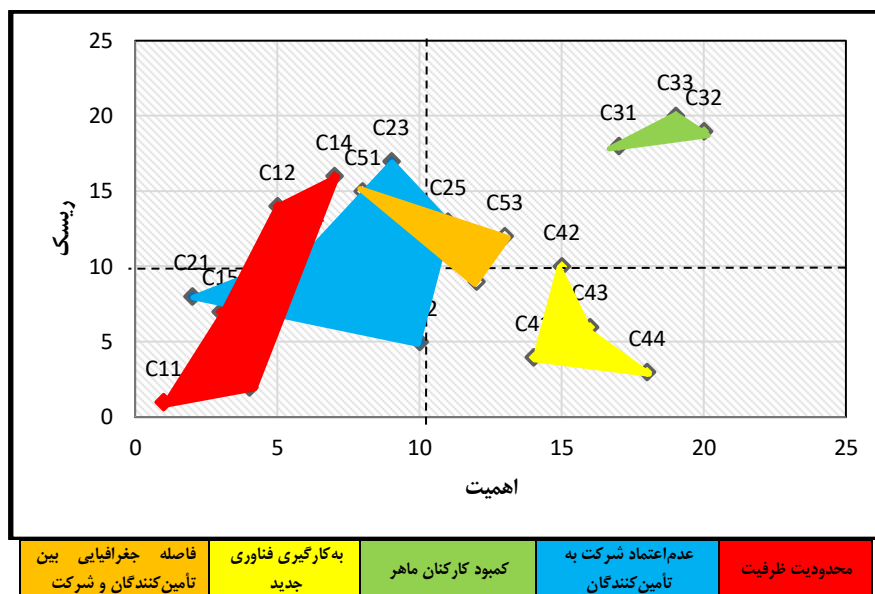 25
20
15
10
5
0
ریسک
C33
C32
C31
C23
C14
C51
C12
C25
C53
C42
C21
C15
C43
2
C41
C44
C11
0
5
10
15
20
25
اهمیت
محدودیت ظرفیت
عدم‌اعتماد شرکت به
تأمین‌کنندگان
کمبود کارکنان ماهر
به‌کارگیری فناوری
جدید
فاصله جغرافیایی بین
تأمین‌کنندگان و شرکت